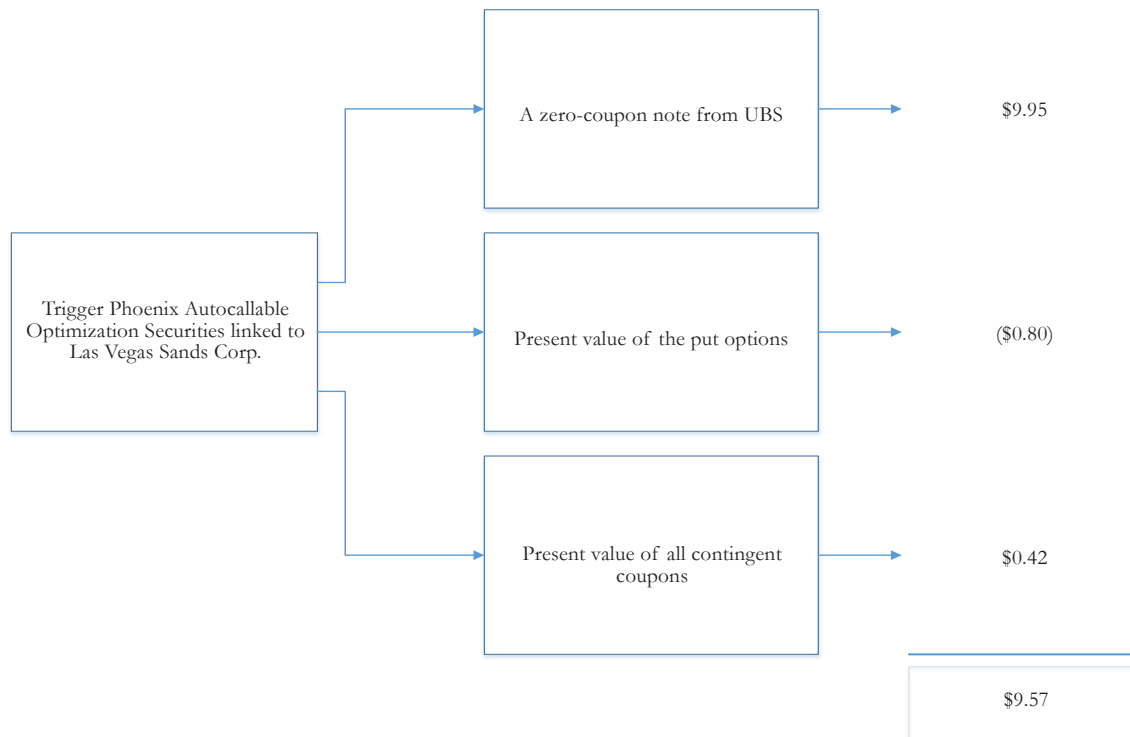 A zero-coupon note from UBS
$9.95
Trigger Phoenix Autocallable
Optimization Securities linked to
Las Vegas Sands Corp.
Present value of the put options
($0.80)
Present value of all contingent
coupons
$0.42
$9.57